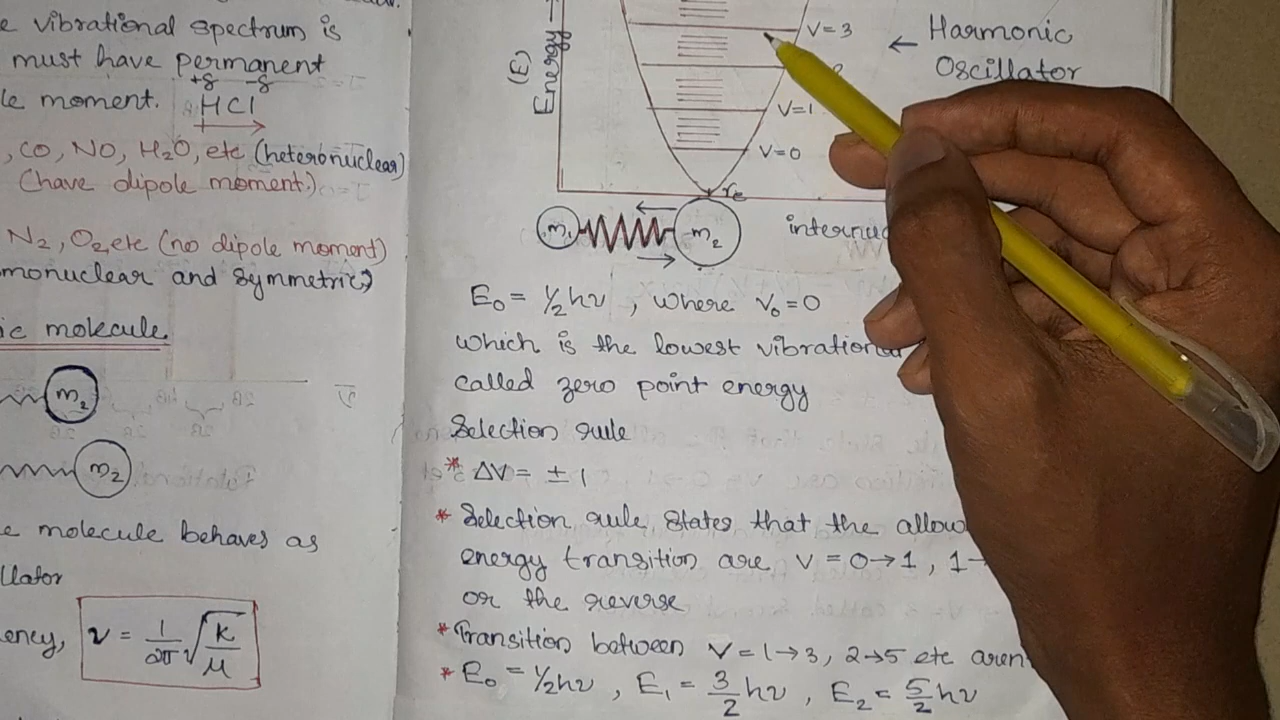 e vibrational spectrum is
must have permanent
+δ -δ
le moment. HCl
, CO, NO, H₂O, etc (heteronuclear)
(have dipole moment)
N₂, O₂ etc (no dipole moment)
monuclear and symmetric)
ic molecule
m₂
m₂
e molecule behaves as
llator
ency, ν = 1/2π √K/μ
(E)
Energy →
V=3
← Harmonic
Oscillator
V=1
V=0
re
m₁ m₂
internuc
E₀ = ½hν , where V₀=0
which is the lowest vibrational
called zero point energy
Selection rule
* ΔV = ± 1
* Selection rule states that the allow
energy transition are V = 0→1 , 1→
or the reverse
* Transition between V=1→3, 2→5 etc aren
* E₀ = ½hν , E₁ = 3/2 hν , E₂ = 5/2 hν